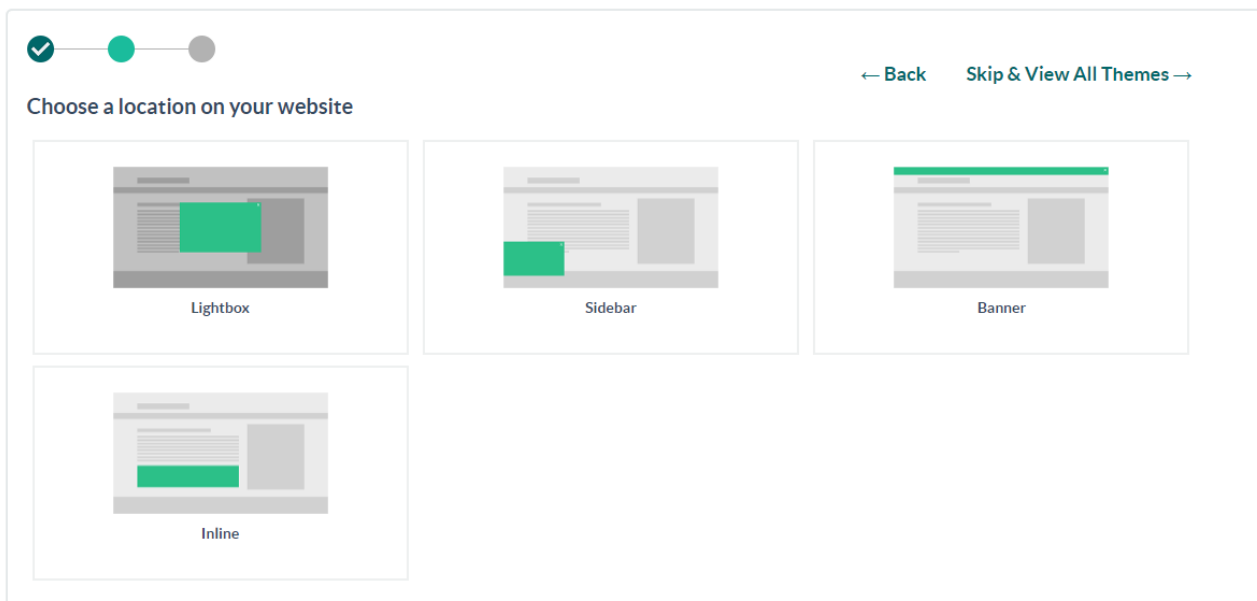 ← Back
Skip & View All Themes →
Choose a location on your website
Lightbox
Sidebar
Banner
Inline